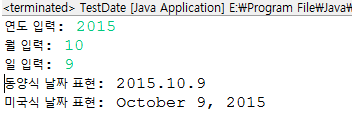 <terminated> TestDate [Java Application] E:₩Program File₩Java₩
연도 입력: 2015
월 입력: 10
일 입력: 9
동양식 날짜 표현: 2015.10.9
미국식 날짜 표현: October 9, 2015